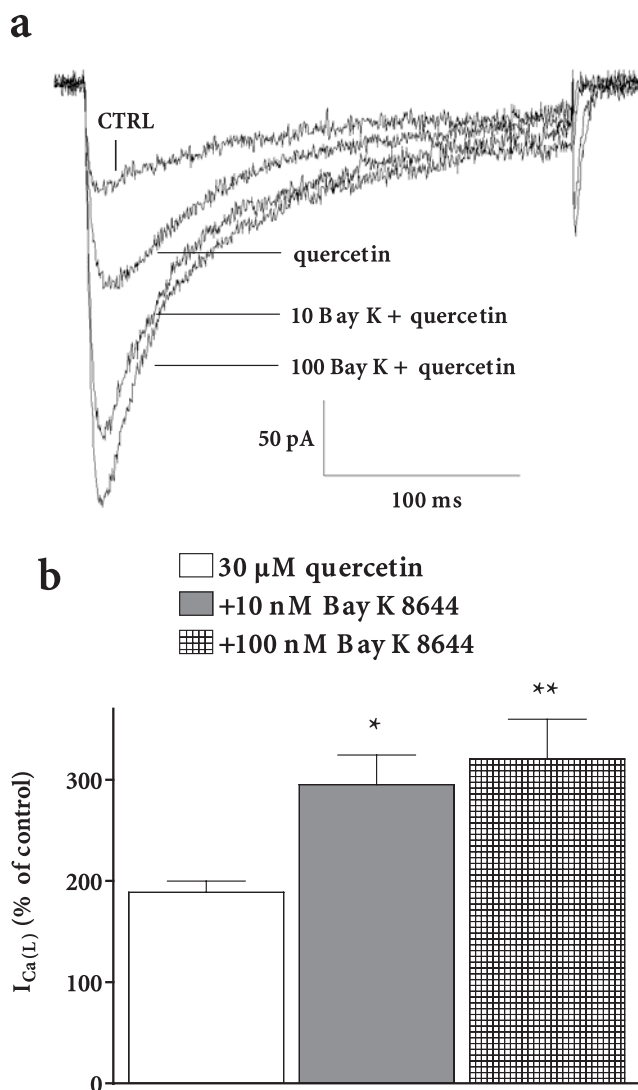 a
CTRL
quercetin
10 Bay K + quercetin
100 Bay K + quercetin
50 pA
100 ms
b
30 µM quercetin
+10 nM Bay K 8644
+100 nM Bay K 8644
*
**
I Ca(L) (% of control)
300
200
100
0